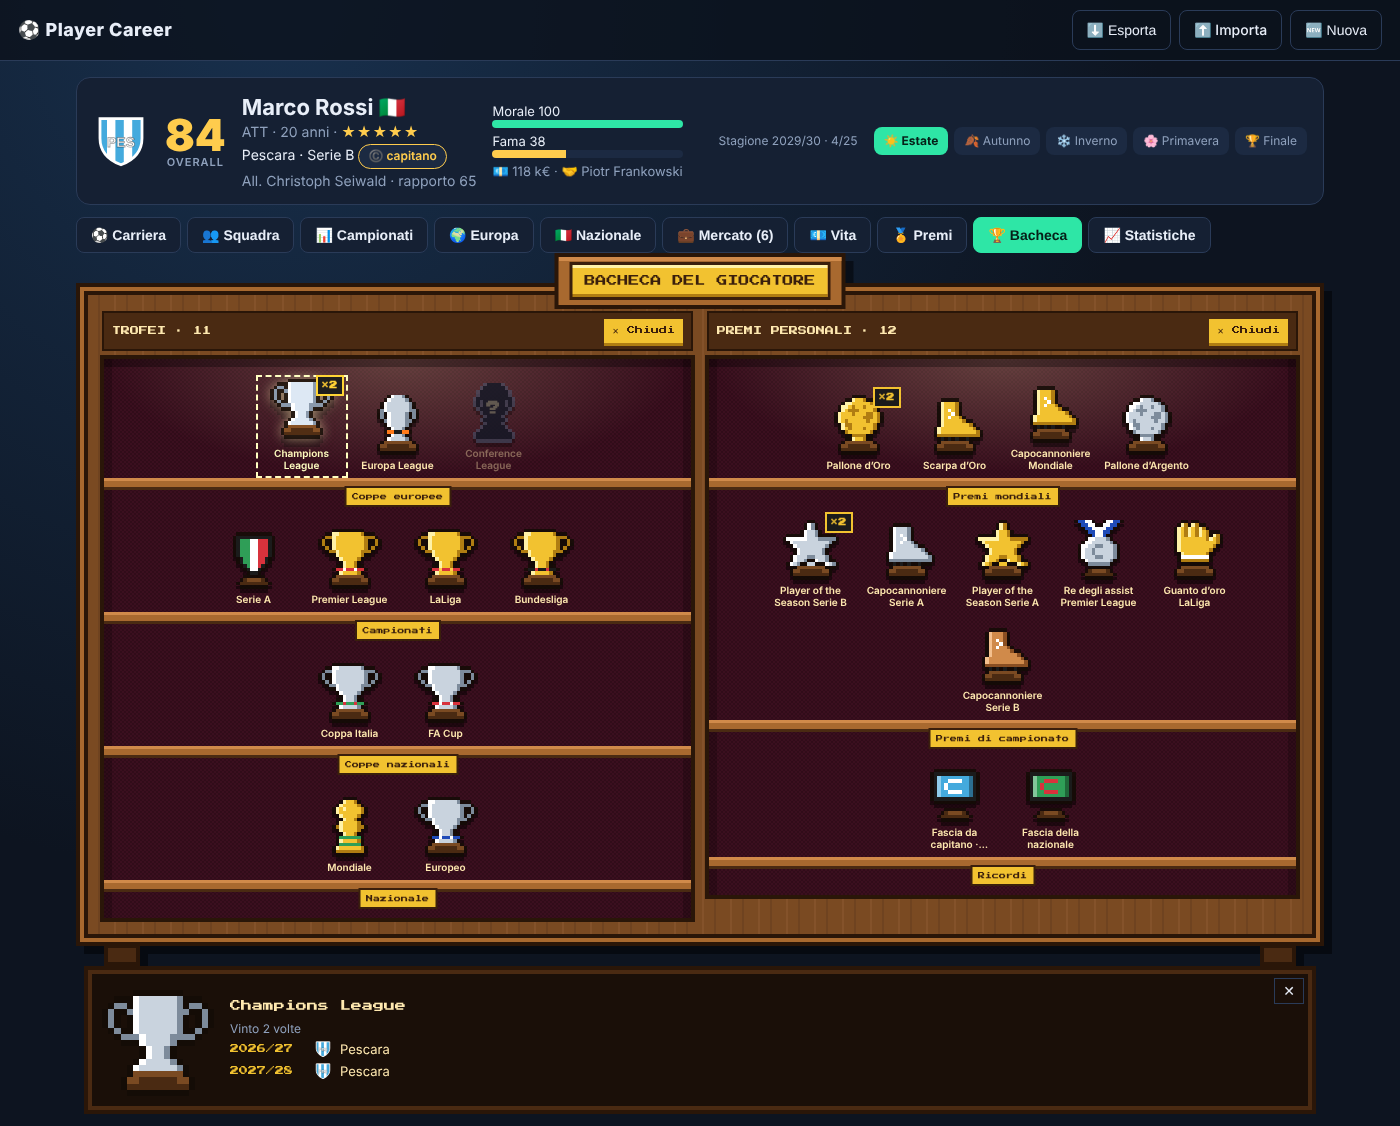 ⚽ Player Career
⬇️ Esporta
⬆️ Importa
🆕 Nuova
PES
84
OVERALL
Marco Rossi 🇮🇹
ATT · 20 anni · ★★★★★
Pescara · Serie B © capitano
All. Christoph Seiwald · rapporto 65
Morale 100
Fama 38
💶 118 k€ · 🤝 Piotr Frankowski
Stagione 2029/30 · 4/25
☀️ Estate
🍂 Autunno
❄️ Inverno
🌸 Primavera
🏆 Finale
⚽ Carriera
👥 Squadra
📊 Campionati
🌍 Europa
🇮🇹 Nazionale
💼 Mercato (6)
💶 Vita
🏅 Premi
🏆 Bacheca
📈 Statistiche
BACHECA DEL GIOCATORE
TROFEI · 11
× Chiudi
×2
Champions
League
Europa League
?
Conference
League
Coppe europee
Serie A
Premier League
LaLiga
Bundesliga
Campionati
Coppa Italia
FA Cup
Coppe nazionali
Mondiale
Europeo
Nazionale
PREMI PERSONALI · 12
× Chiudi
×2
Pallone d'Oro
Scarpa d'Oro
Capocannoniere
Mondiale
Pallone d'Argento
Premi mondiali
×2
Player of the
Season Serie B
Capocannoniere
Serie A
Player of the
Season Serie A
Re degli assist
Premier League
Guanto d'oro
LaLiga
Capocannoniere
Serie B
Premi di campionato
C
Fascia da
capitano ·...
C
Fascia della
nazionale
Ricordi
Champions League
✕
Vinto 2 volte
2026/27 Pescara
2027/28 Pescara